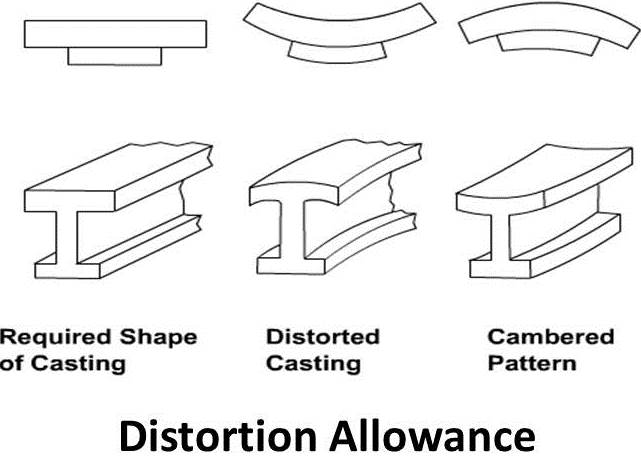 Required Shape
of Casting
Distorted
Casting
Cambered
Pattern
Distortion Allowance